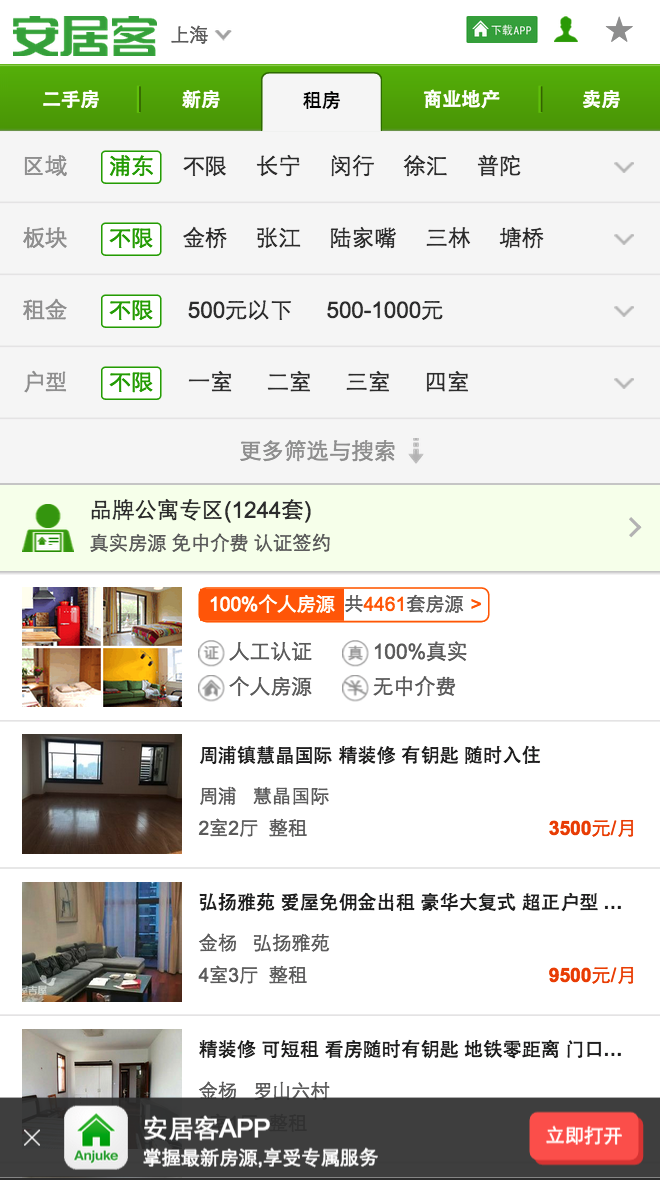 安居客 上海 下载APP
二手房 新房 租房 商业地产 卖房
区域 浦东 不限 长宁 闵行 徐汇 普陀
板块 不限 金桥 张江 陆家嘴 三林 塘桥
租金 不限 500元以下 500-1000元
户型 不限 一室 二室 三室 四室
更多筛选与搜索
品牌公寓专区(1244套)
真实房源 免中介费 认证签约
100%个人房源 共4461套房源 >
证 人工认证 真 100%真实
个人房源 无中介费
周浦镇慧晶国际 精装修 有钥匙 随时入住
周浦 慧晶国际
2室2厅 整租 3500元/月
弘扬雅苑 爱屋免佣金出租 豪华大复式 超正户型 ...
金杨 弘扬雅苑
4室3厅 整租 9500元/月
精装修 可短租 看房随时有钥匙 地铁零距离 门口...
金杨 罗山六村
整租
安居客APP
Anjuke
掌握最新房源,享受专属服务
立即打开